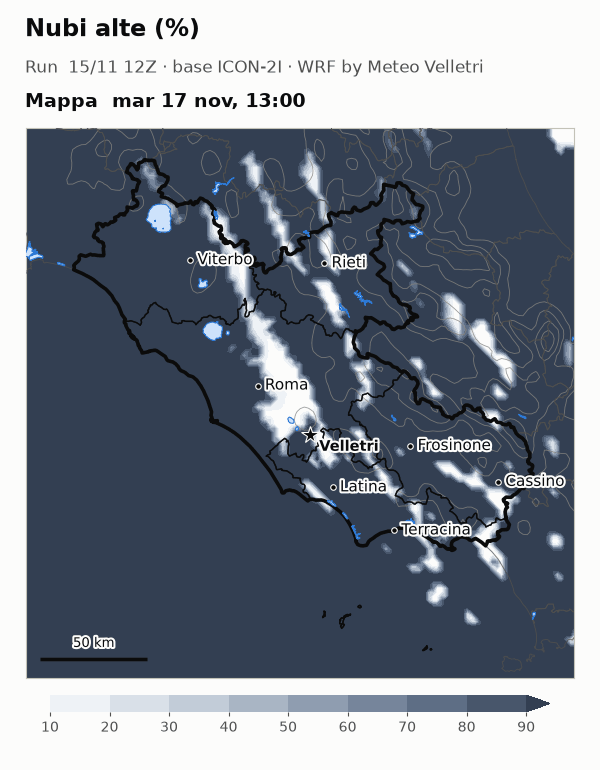 Nubi alte (%)
Run  15/11 12Z · base ICON-2I · WRF by Meteo Velletri
Mappa  mar 17 nov, 13:00
Viterbo
Rieti
Roma
Velletri
Frosinone
Latina
Cassino
Terracina
50 km
10 20 30 40 50 60 70 80 90